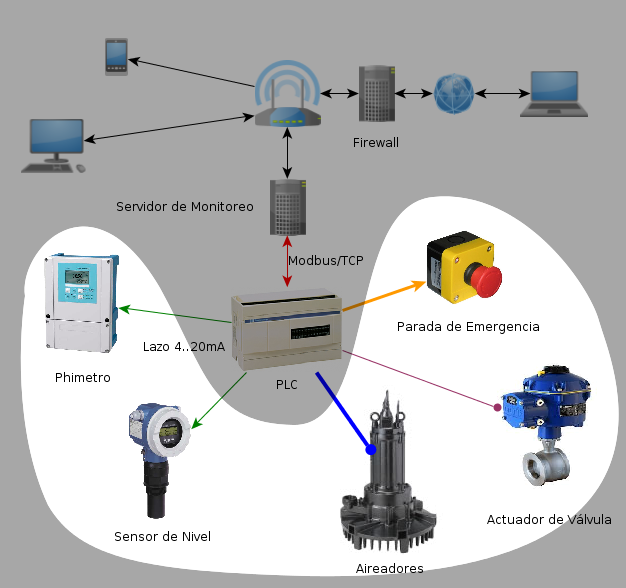 Firewall
Servidor de Monitoreo
Modbus/TCP
Parada de Emergencia
Lazo 4..20mA
Phimetro
PLC
Actuador de Válvula
Sensor de Nivel
Aireadores